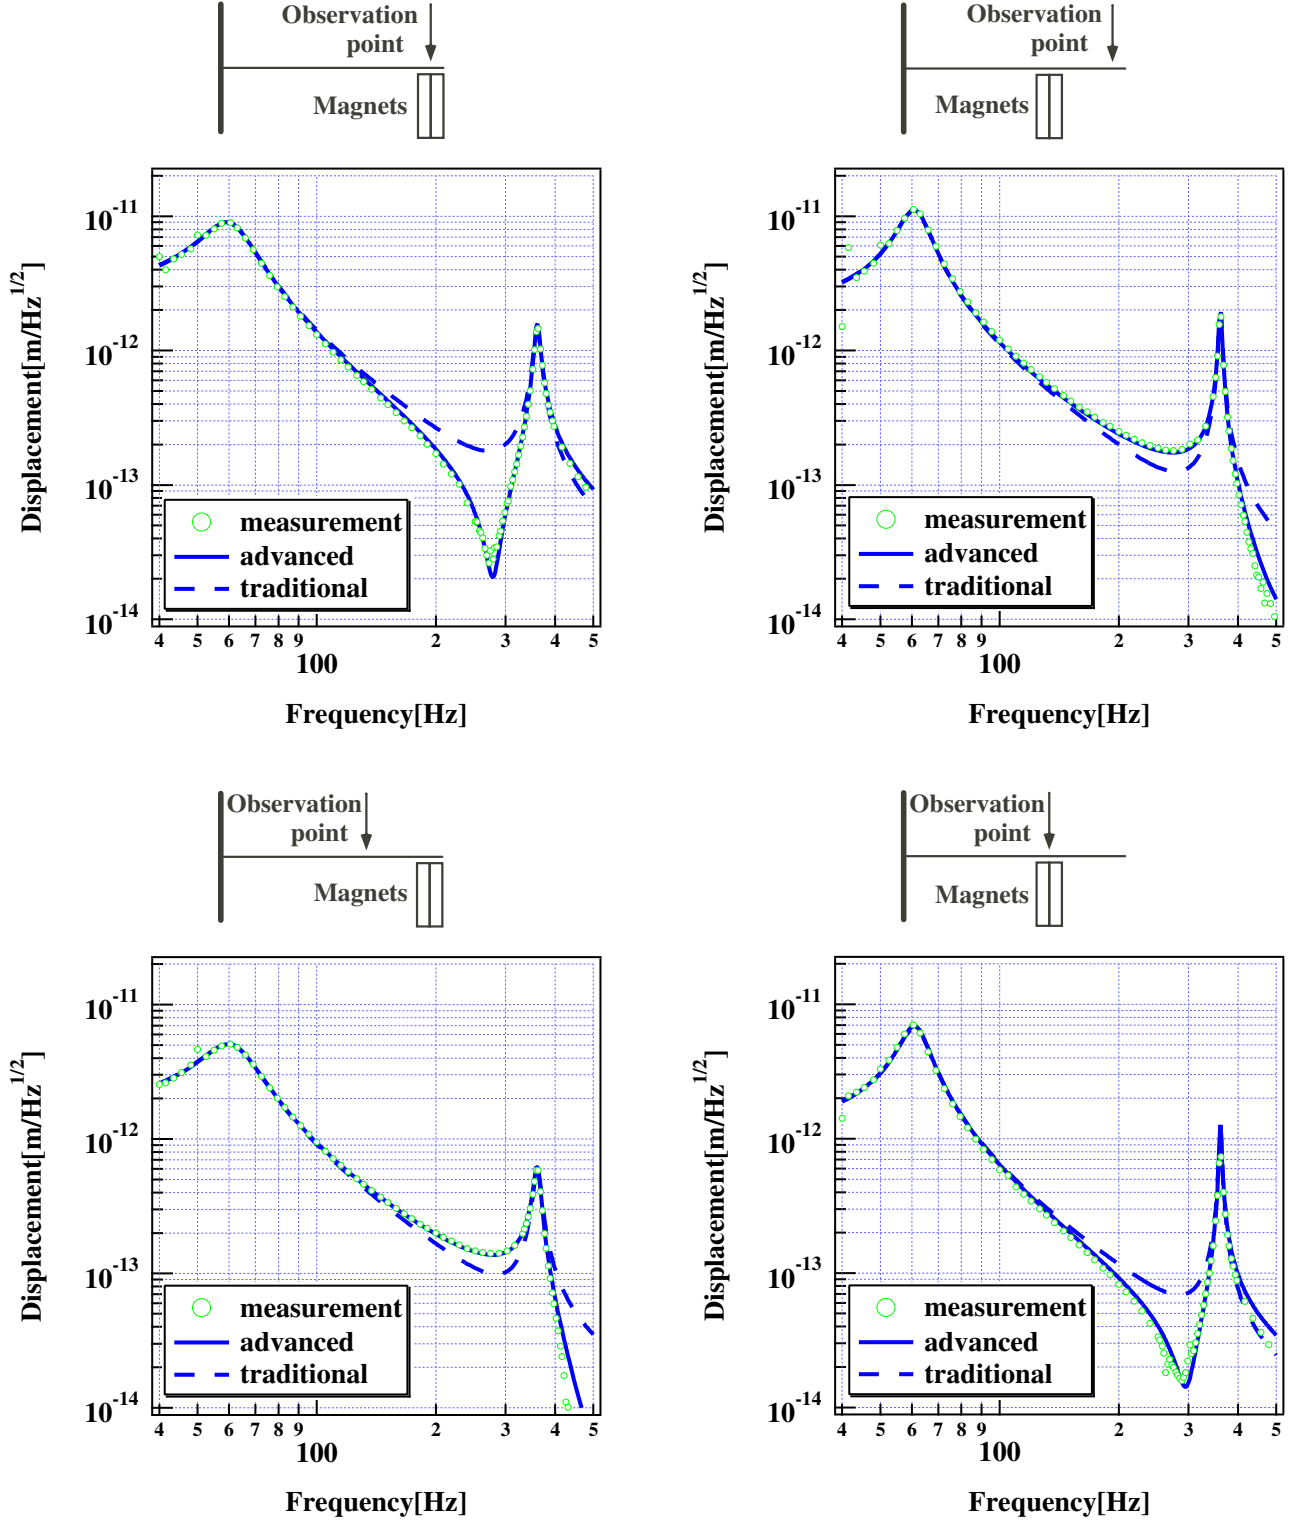 Observation
point
Magnets
Displacement[m/Hz^1/2]
10^-11
10^-12
10^-13
10^-14
measurement
advanced
traditional
4 5 6 7 8 9 2 3 4 5
100
Frequency[Hz]
Observation
point
Magnets
Displacement[m/Hz^1/2]
10^-11
10^-12
10^-13
10^-14
measurement
advanced
traditional
4 5 6 7 8 9 2 3 4 5
100
Frequency[Hz]
Observation
point
Magnets
Displacement[m/Hz^1/2]
10^-11
10^-12
10^-13
10^-14
measurement
advanced
traditional
4 5 6 7 8 9 2 3 4 5
100
Frequency[Hz]
Observation
point
Magnets
Displacement[m/Hz^1/2]
10^-11
10^-12
10^-13
10^-14
measurement
advanced
traditional
4 5 6 7 8 9 2 3 4 5
100
Frequency[Hz]